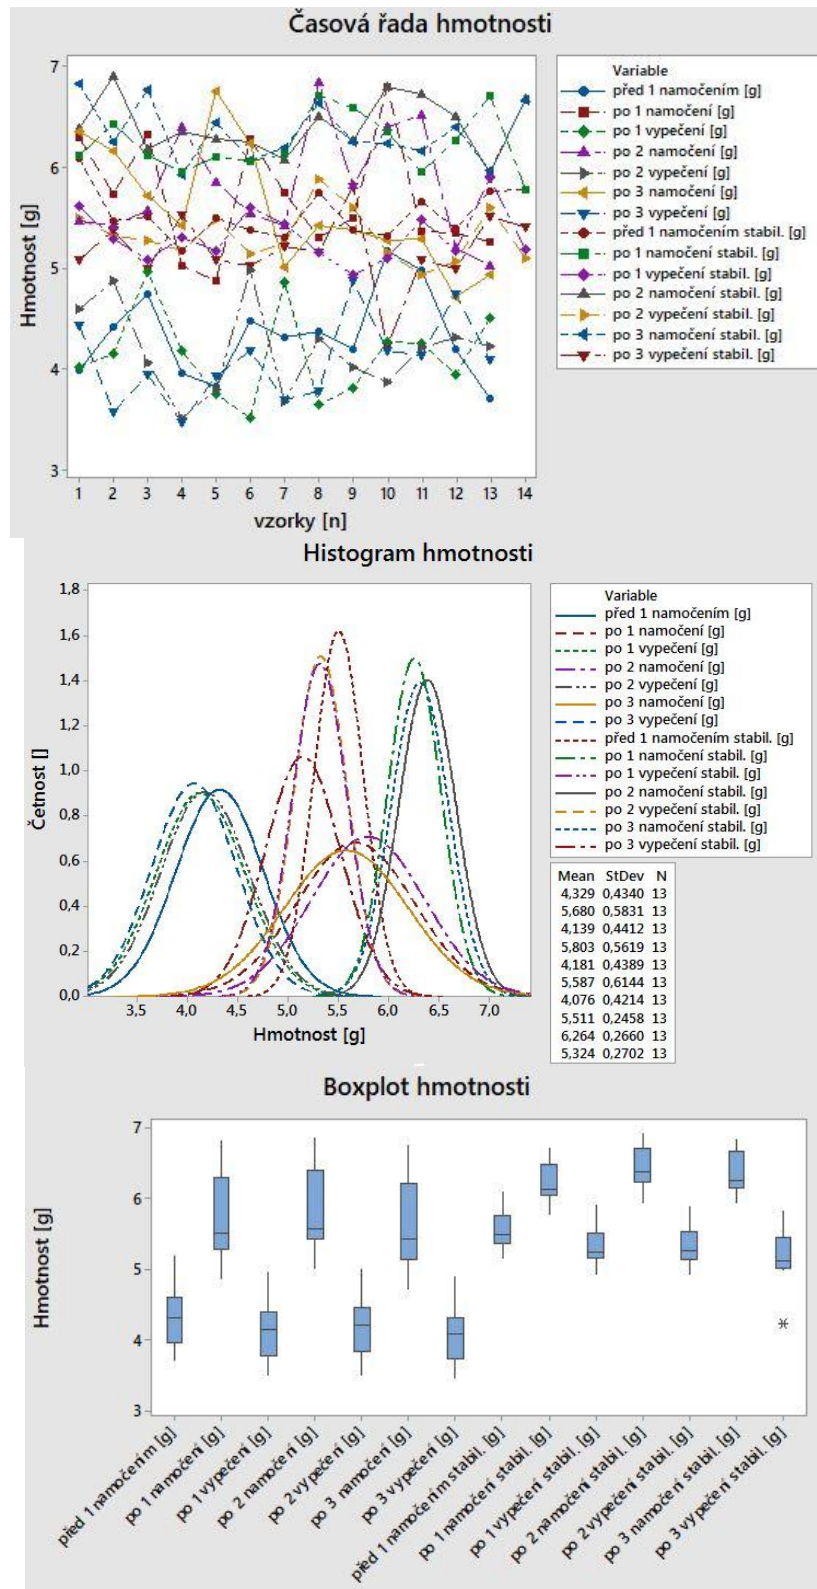 Časová řada hmotnosti
7
6
5
4
3
Hmotnost [g]
1 2 3 4 5 6 7 8 9 10 11 12 13 14
vzorky [n]
Variable
před 1 namočením [g]
po 1 namočení [g]
po 1 vypečení [g]
po 2 namočení [g]
po 2 vypečení [g]
po 3 namočení [g]
po 3 vypečení [g]
před 1 namočením stabil. [g]
po 1 namočení stabil. [g]
po 1 vypečení stabil. [g]
po 2 namočení stabil. [g]
po 2 vypečení stabil. [g]
po 3 namočení stabil. [g]
po 3 vypečení stabil. [g]
Histogram hmotnosti
1,8
1,6
1,4
1,2
1,0
0,8
0,6
0,4
0,2
0,0
Četnost []
3,5 4,0 4,5 5,0 5,5 6,0 6,5 7,0
Hmotnost [g]
Variable
před 1 namočením [g]
po 1 namočení [g]
po 1 vypečení [g]
po 2 namočení [g]
po 2 vypečení [g]
po 3 namočení [g]
po 3 vypečení [g]
před 1 namočením stabil. [g]
po 1 namočení stabil. [g]
po 1 vypečení stabil. [g]
po 2 namočení stabil. [g]
po 2 vypečení stabil. [g]
po 3 namočení stabil. [g]
po 3 vypečení stabil. [g]
Mean StDev N
4,329 0,4340 13
5,680 0,5831 13
4,139 0,4412 13
5,803 0,5619 13
4,181 0,4389 13
5,587 0,6144 13
4,076 0,4214 13
5,511 0,2458 13
6,264 0,2660 13
5,324 0,2702 13
Boxplot hmotnosti
7
6
5
4
3
Hmotnost [g]
před 1 namočením [g]
po 1 namočení [g]
po 1 vypečení [g]
po 2 namočení [g]
po 2 vypečení [g]
po 3 namočení [g]
po 3 vypečení [g]
před 1 namočením stabil. [g]
po 1 namočení stabil. [g]
po 1 vypečení stabil. [g]
po 2 namočení stabil. [g]
po 2 vypečení stabil. [g]
po 3 namočení stabil. [g]
po 3 vypečení stabil. [g]